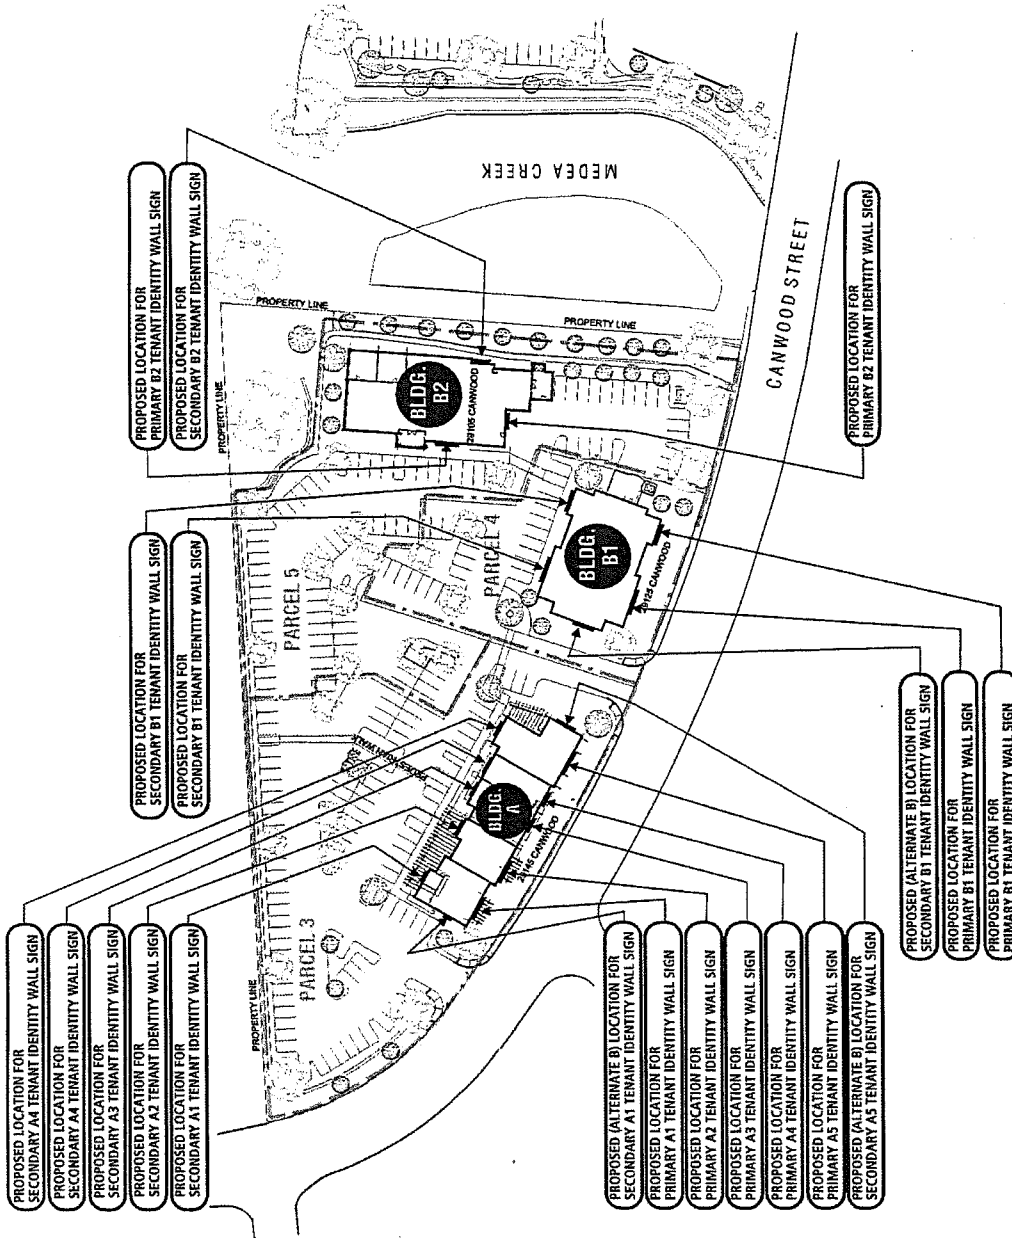 PROPOSED LOCATION FOR
PRIMARY B2 TENANT IDENTITY WALL SIGN
PROPOSED LOCATION FOR
SECONDARY B2 TENANT IDENTITY WALL SIGN
PROPOSED LOCATION FOR
SECONDARY B1 TENANT IDENTITY WALL SIGN
PROPOSED LOCATION FOR
SECONDARY B1 TENANT IDENTITY WALL SIGN
PROPOSED LOCATION FOR
SECONDARY A4 TENANT IDENTITY WALL SIGN
PROPOSED LOCATION FOR
SECONDARY A4 TENANT IDENTITY WALL SIGN
PROPOSED LOCATION FOR
SECONDARY A3 TENANT IDENTITY WALL SIGN
PROPOSED LOCATION FOR
SECONDARY A2 TENANT IDENTITY WALL SIGN
PROPOSED LOCATION FOR
SECONDARY A1 TENANT IDENTITY WALL SIGN
PROPERTY LINE
PROPERTY LINE
PROPERTY LINE
PROPERTY LINE
MEDEA CREEK
CANWOOD STREET
PARCEL 3
PARCEL 4
PARCEL 5
BLDG.
B2
29105 CANWOOD
BLDG.
B1
29125 CANWOOD
BLDG.
A
29145 CANWOOD
PROPOSED LOCATION FOR
PRIMARY B2 TENANT IDENTITY WALL SIGN
PROPOSED (ALTERNATE B) LOCATION FOR
SECONDARY B1 TENANT IDENTITY WALL SIGN
PROPOSED LOCATION FOR
PRIMARY B1 TENANT IDENTITY WALL SIGN
PROPOSED LOCATION FOR
PRIMARY B1 TENANT IDENTITY WALL SIGN
PROPOSED (ALTERNATE B) LOCATION FOR
SECONDARY A1 TENANT IDENTITY WALL SIGN
PROPOSED LOCATION FOR
PRIMARY A1 TENANT IDENTITY WALL SIGN
PROPOSED LOCATION FOR
PRIMARY A2 TENANT IDENTITY WALL SIGN
PROPOSED LOCATION FOR
PRIMARY A3 TENANT IDENTITY WALL SIGN
PROPOSED LOCATION FOR
PRIMARY A4 TENANT IDENTITY WALL SIGN
PROPOSED LOCATION FOR
PRIMARY A5 TENANT IDENTITY WALL SIGN
PROPOSED (ALTERNATE B) LOCATION FOR
SECONDARY A5 TENANT IDENTITY WALL SIGN